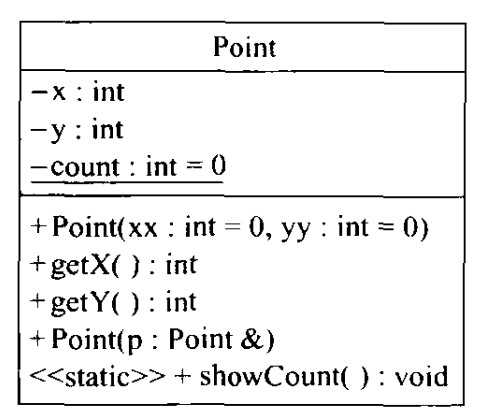 Point
−x : int
−y : int
−count : int = 0
+Point(xx : int = 0, yy : int = 0)
+getX( ) : int
+getY( ) : int
+Point(p : Point &)
<<static>> + showCount( ) : void